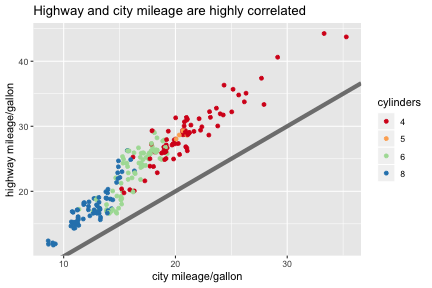 Highway and city mileage are highly correlated
highway mileage/gallon
40
30
20
10
20
30
city mileage/gallon
cylinders
4
5
6
8